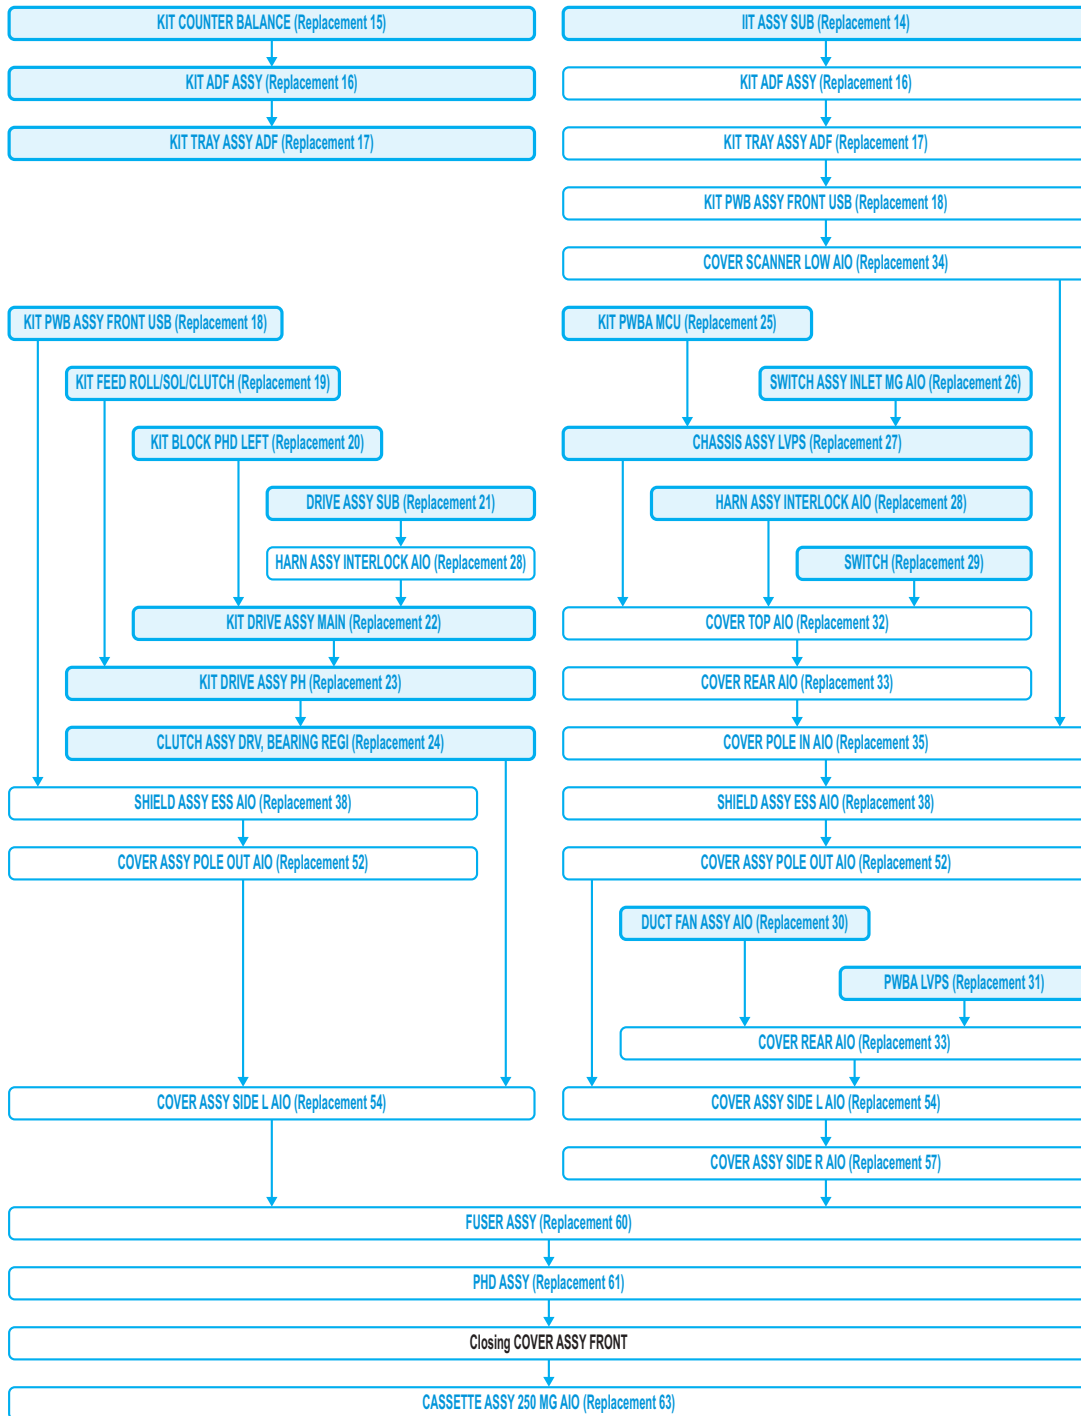 KIT COUNTER BALANCE (Replacement 15)
IIT ASSY SUB (Replacement 14)
KIT ADF ASSY (Replacement 16)
KIT ADF ASSY (Replacement 16)
KIT TRAY ASSY ADF (Replacement 17)
KIT TRAY ASSY ADF (Replacement 17)
KIT PWB ASSY FRONT USB (Replacement 18)
COVER SCANNER LOW AIO (Replacement 34)
KIT PWB ASSY FRONT USB (Replacement 18)
KIT PWBA MCU (Replacement 25)
KIT FEED ROLL/SOL/CLUTCH (Replacement 19)
SWITCH ASSY INLET MG AIO (Replacement 26)
KIT BLOCK PHD LEFT (Replacement 20)
CHASSIS ASSY LVPS (Replacement 27)
DRIVE ASSY SUB (Replacement 21)
HARN ASSY INTERLOCK AIO (Replacement 28)
HARN ASSY INTERLOCK AIO (Replacement 28)
SWITCH (Replacement 29)
KIT DRIVE ASSY MAIN (Replacement 22)
COVER TOP AIO (Replacement 32)
KIT DRIVE ASSY PH (Replacement 23)
COVER REAR AIO (Replacement 33)
CLUTCH ASSY DRV, BEARING REGI (Replacement 24)
COVER POLE IN AIO (Replacement 35)
SHIELD ASSY ESS AIO (Replacement 38)
SHIELD ASSY ESS AIO (Replacement 38)
COVER ASSY POLE OUT AIO (Replacement 52)
COVER ASSY POLE OUT AIO (Replacement 52)
DUCT FAN ASSY AIO (Replacement 30)
PWBA LVPS (Replacement 31)
COVER REAR AIO (Replacement 33)
COVER ASSY SIDE L AIO (Replacement 54)
COVER ASSY SIDE L AIO (Replacement 54)
COVER ASSY SIDE R AIO (Replacement 57)
FUSER ASSY (Replacement 60)
PHD ASSY (Replacement 61)
Closing COVER ASSY FRONT
CASSETTE ASSY 250 MG AIO (Replacement 63)